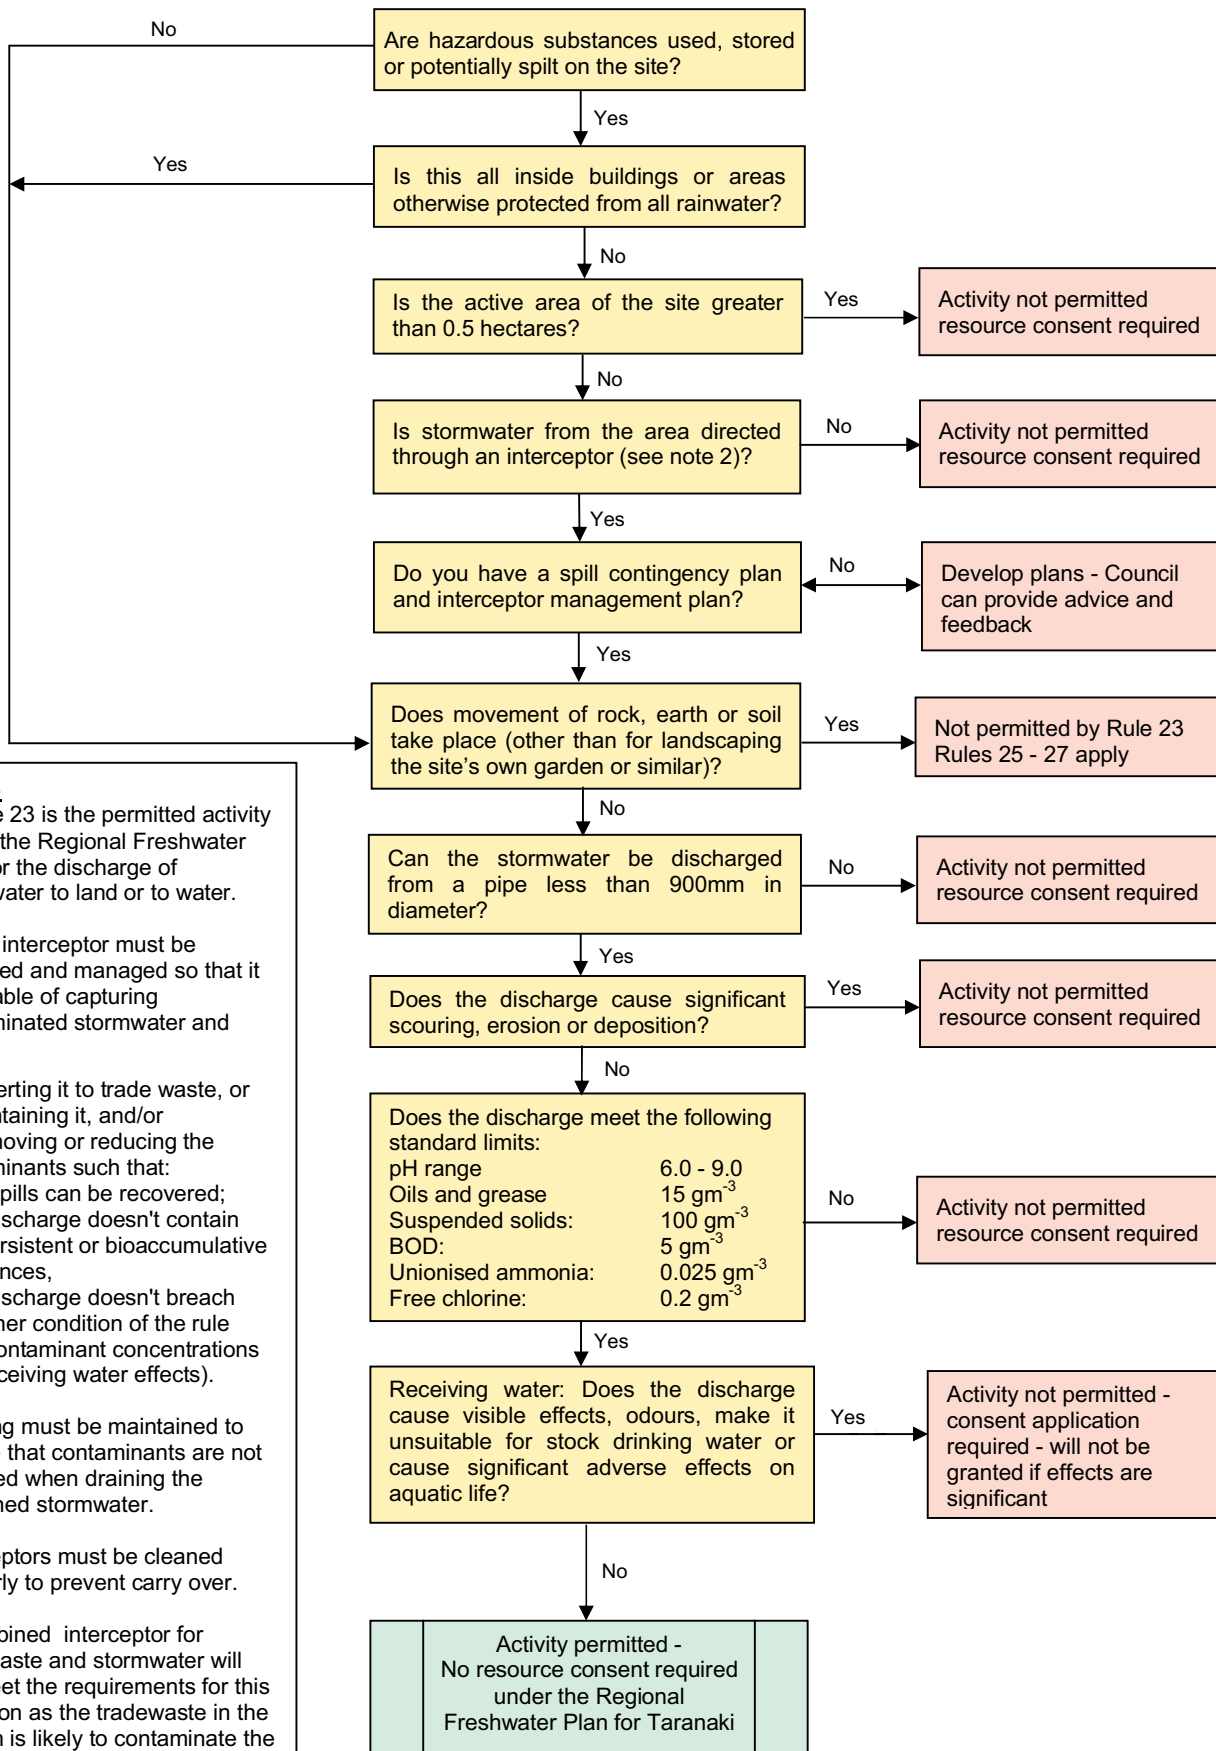 No
Are hazardous substances used, stored
or potentially spilt on the site?
Yes
Yes
Is this all inside buildings or areas
otherwise protected from all rainwater?
No
Is the active area of the site greater
than 0.5 hectares?
Yes
Activity not permitted
resource consent required
No
Is stormwater from the area directed
through an interceptor (see note 2)?
No
Activity not permitted
resource consent required
Yes
Do you have a spill contingency plan
and interceptor management plan?
No
Develop plans - Council
can provide advice and
feedback
Yes
Does movement of rock, earth or soil
take place (other than for landscaping
the site's own garden or similar)?
Yes
Not permitted by Rule 23
Rules 25 - 27 apply
No
Can the stormwater be discharged
from a pipe less than 900mm in
diameter?
No
Activity not permitted
resource consent required
Yes
Does the discharge cause significant
scouring, erosion or deposition?
Yes
Activity not permitted
resource consent required
No
Does the discharge meet the following
standard limits:
pH range 6.0 - 9.0
Oils and grease 15 gm-3
Suspended solids: 100 gm-3
BOD: 5 gm-3
Unionised ammonia: 0.025 gm-3
Free chlorine: 0.2 gm-3
No
Activity not permitted
resource consent required
Yes
Receiving water: Does the discharge
cause visible effects, odours, make it
unsuitable for stock drinking water or
cause significant adverse effects on
aquatic life?
Yes
Activity not permitted -
consent application
required - will not be
granted if effects are
significant
No
Activity permitted -
No resource consent required
under the Regional
Freshwater Plan for Taranaki
23 is the permitted activity
the Regional Freshwater
or the discharge of
water to land or to water.
interceptor must be
ed and managed so that it
able of capturing
minated stormwater and
erting it to trade waste, or
ntaining it, and/or
noving or reducing the
minants such that:
pills can be recovered;
ischarge doesn't contain
rsistent or bioaccumulative
nces,
ischarge doesn't breach
her condition of the rule
ontaminant concentrations
ceiving water effects).
ng must be maintained to
that contaminants are not
ed when draining the
ned stormwater.
eptors must be cleaned
rly to prevent carry over.
bined interceptor for
aste and stormwater will
eet the requirements for this
on as the tradewaste in the
is likely to contaminate the